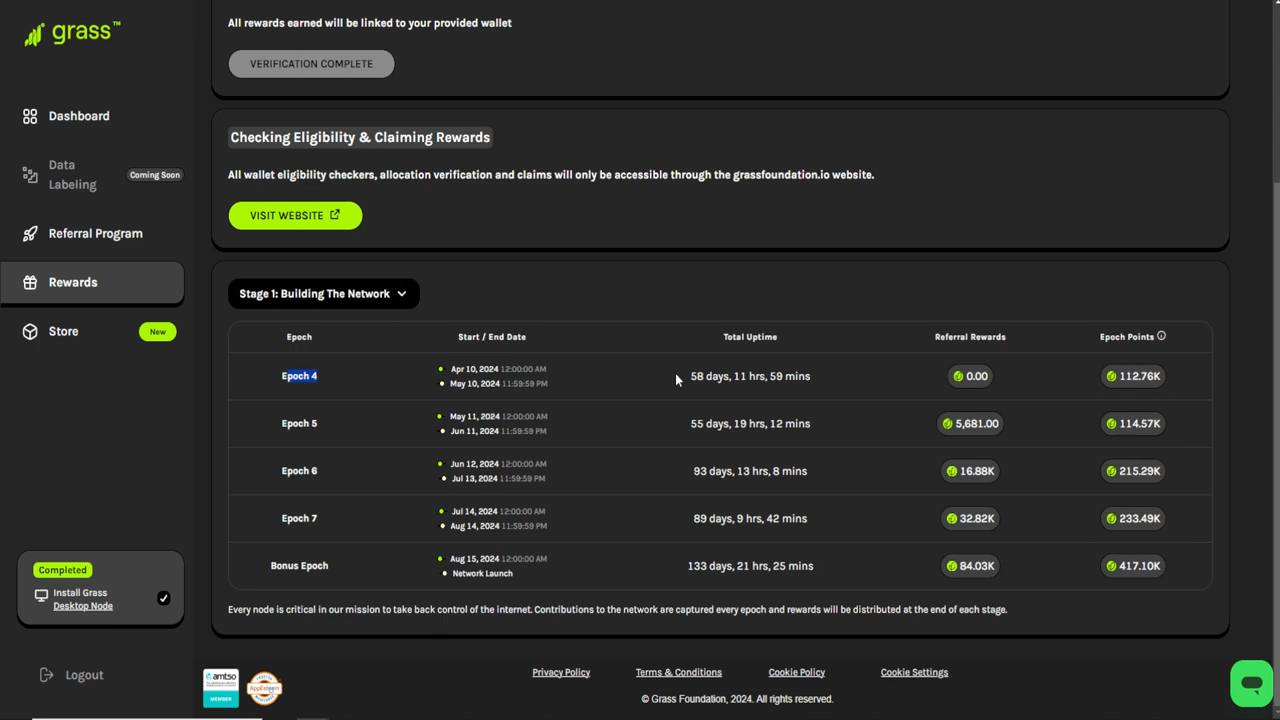 grass™
Dashboard
Data
Labeling
Coming Soon
Referral Program
Rewards
Store
New
Completed
Install Grass
Desktop Node
Logout
All rewards earned will be linked to your provided wallet
VERIFICATION COMPLETE
Checking Eligibility & Claiming Rewards
All wallet eligibility checkers, allocation verification and claims will only be accessible through the grassfoundation.io website.
VISIT WEBSITE
Stage 1: Building The Network
Epoch Start / End Date Total Uptime Referral Rewards Epoch Points
Epoch 4 Apr 10, 2024 12:00:00 AM 58 days, 11 hrs, 59 mins 0.00 112.76K
May 10, 2024 11:59:59 PM
Epoch 5 May 11, 2024 12:00:00 AM 55 days, 19 hrs, 12 mins 5,681.00 114.57K
Jun 11, 2024 11:59:59 PM
Epoch 6 Jun 12, 2024 12:00:00 AM 93 days, 13 hrs, 8 mins 16.88K 215.29K
Jul 13, 2024 11:59:59 PM
Epoch 7 Jul 14, 2024 12:00:00 AM 89 days, 9 hrs, 42 mins 32.82K 233.49K
Aug 14, 2024 11:59:59 PM
Bonus Epoch Aug 15, 2024 12:00:00 AM 133 days, 21 hrs, 25 mins 84.03K 417.10K
Network Launch
Every node is critical in our mission to take back control of the internet. Contributions to the network are captured every epoch and rewards will be distributed at the end of each stage.
amtso
MEMBER
AppEsteem
Privacy Policy Terms & Conditions Cookie Policy Cookie Settings
© Grass Foundation, 2024. All rights reserved.